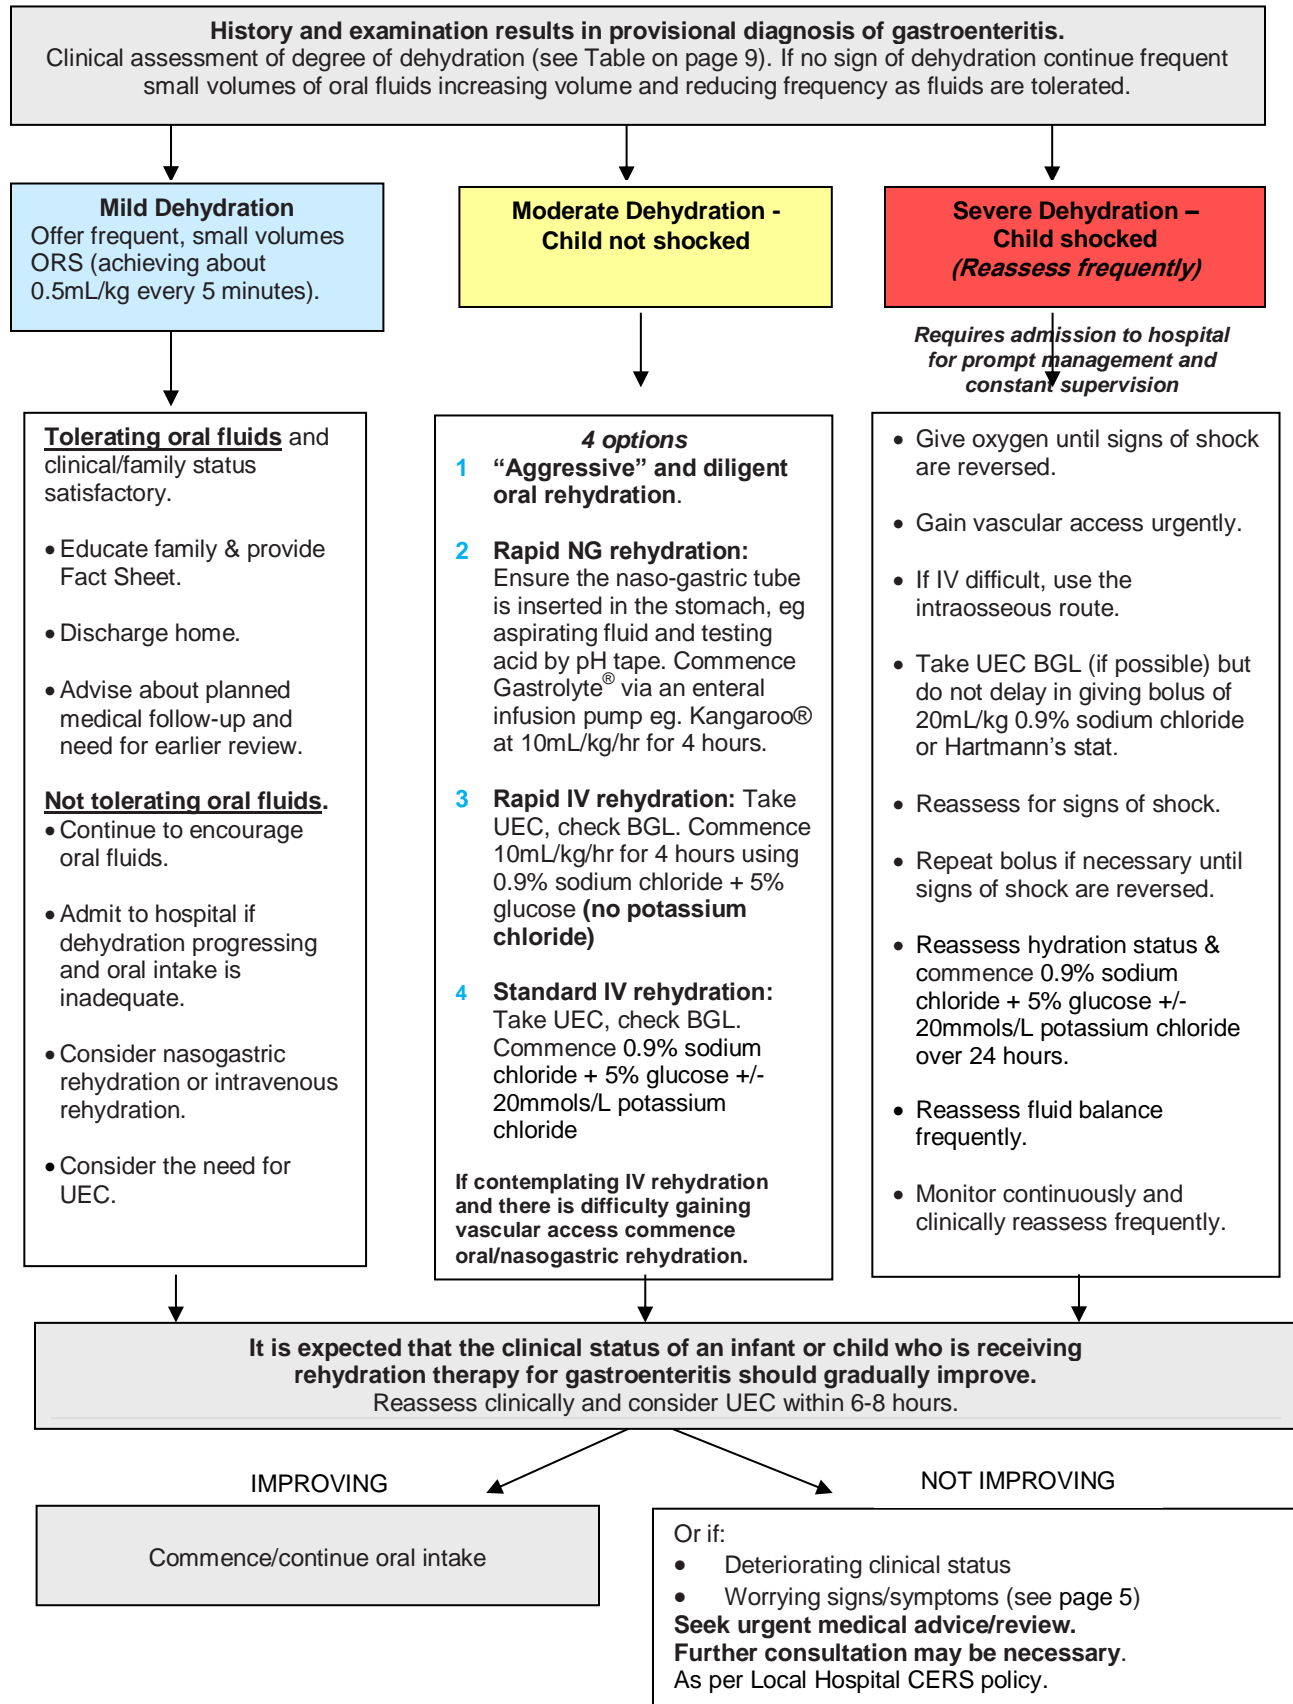 History and examination results in provisional diagnosis of gastroenteritis.
Clinical assessment of degree of dehydration (see Table on page 9). If no sign of dehydration continue frequent
small volumes of oral fluids increasing volume and reducing frequency as fluids are tolerated.
Mild Dehydration
Offer frequent, small volumes
ORS (achieving about
0.5mL/kg every 5 minutes).
Moderate Dehydration -
Child not shocked
Severe Dehydration –
Child shocked
(Reassess frequently)
Requires admission to hospital
for prompt management and
constant supervision
Tolerating oral fluids and
clinical/family status
satisfactory.
• Educate family & provide
Fact Sheet.
• Discharge home.
• Advise about planned
medical follow-up and
need for earlier review.
Not tolerating oral fluids.
• Continue to encourage
oral fluids.
• Admit to hospital if
dehydration progressing
and oral intake is
inadequate.
• Consider nasogastric
rehydration or intravenous
rehydration.
• Consider the need for
UEC.
4 options
1 “Aggressive” and diligent
oral rehydration.
2 Rapid NG rehydration:
Ensure the naso-gastric tube
is inserted in the stomach, eg
aspirating fluid and testing
acid by pH tape. Commence
Gastrolyte® via an enteral
infusion pump eg. Kangaroo®
at 10mL/kg/hr for 4 hours.
3 Rapid IV rehydration: Take
UEC, check BGL. Commence
10mL/kg/hr for 4 hours using
0.9% sodium chloride + 5%
glucose (no potassium
chloride)
4 Standard IV rehydration:
Take UEC, check BGL.
Commence 0.9% sodium
chloride + 5% glucose +/-
20mmols/L potassium
chloride
If contemplating IV rehydration
and there is difficulty gaining
vascular access commence
oral/nasogastric rehydration.
• Give oxygen until signs of shock
are reversed.
• Gain vascular access urgently.
• If IV difficult, use the
intraosseous route.
• Take UEC BGL (if possible) but
do not delay in giving bolus of
20mL/kg 0.9% sodium chloride
or Hartmann’s stat.
• Reassess for signs of shock.
• Repeat bolus if necessary until
signs of shock are reversed.
• Reassess hydration status &
commence 0.9% sodium
chloride + 5% glucose +/-
20mmols/L potassium chloride
over 24 hours.
• Reassess fluid balance
frequently.
• Monitor continuously and
clinically reassess frequently.
It is expected that the clinical status of an infant or child who is receiving
rehydration therapy for gastroenteritis should gradually improve.
Reassess clinically and consider UEC within 6-8 hours.
IMPROVING
NOT IMPROVING
Commence/continue oral intake
Or if:
• Deteriorating clinical status
• Worrying signs/symptoms (see page 5)
Seek urgent medical advice/review.
Further consultation may be necessary.
As per Local Hospital CERS policy.